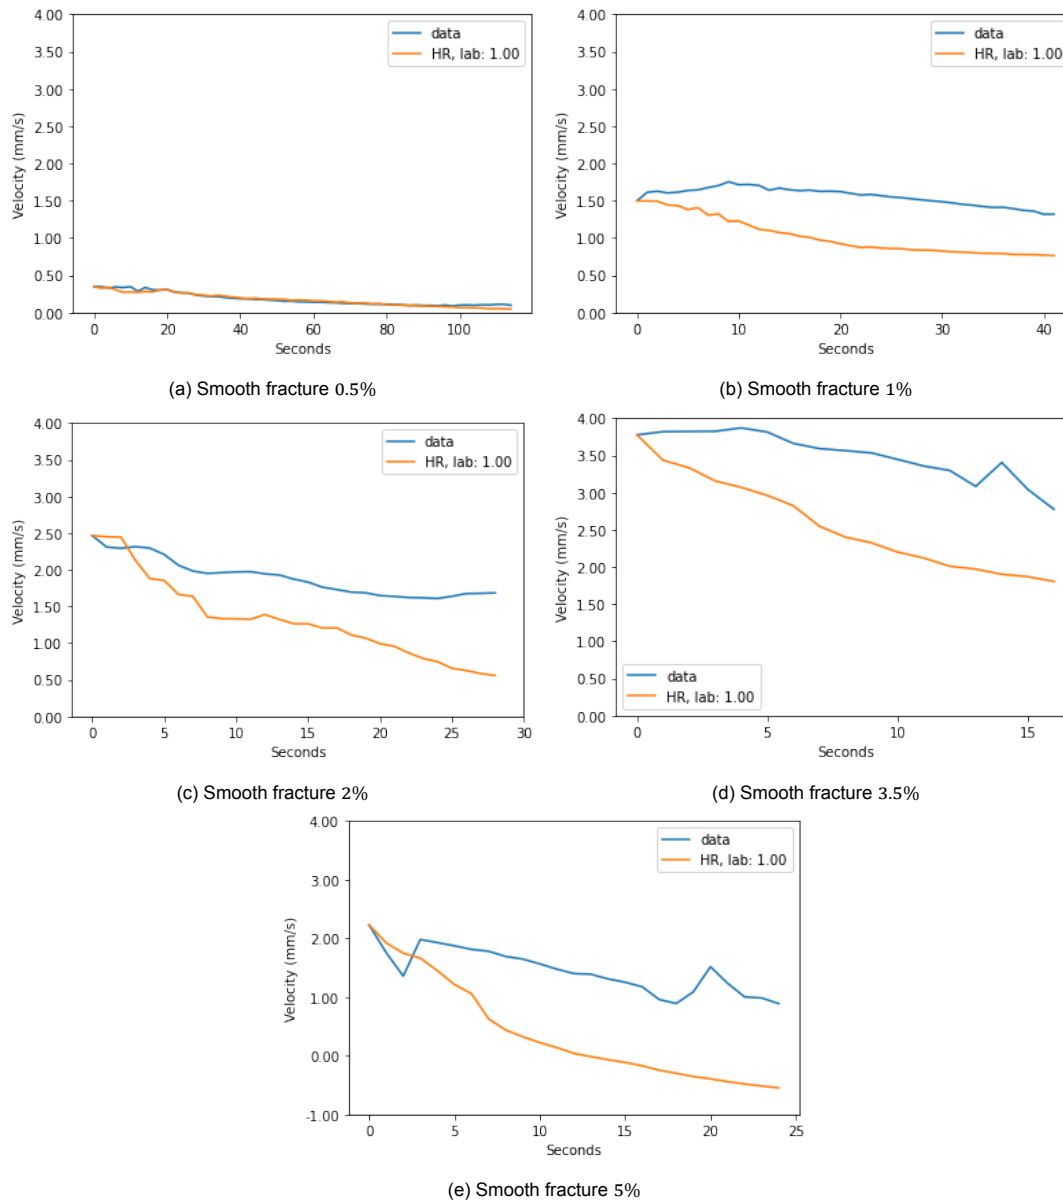 4.00
3.50
3.00
2.50
2.00
1.50
1.00
0.50
0.00
Velocity (mm/s)
data
HR, lab: 1.00
0 20 40 60 80 100
Seconds
(a) Smooth fracture 0.5%
4.00
3.50
3.00
2.50
2.00
1.50
1.00
0.50
0.00
Velocity (mm/s)
data
HR, lab: 1.00
0 10 20 30 40
Seconds
(b) Smooth fracture 1%
4.00
3.50
3.00
2.50
2.00
1.50
1.00
0.50
0.00
Velocity (mm/s)
data
HR, lab: 1.00
0 5 10 15 20 25 30
Seconds
(c) Smooth fracture 2%
4.00
3.50
3.00
2.50
2.00
1.50
1.00
0.50
0.00
Velocity (mm/s)
data
HR, lab: 1.00
0 5 10 15
Seconds
(d) Smooth fracture 3.5%
4.00
3.00
2.00
1.00
0.00
-1.00
Velocity (mm/s)
data
HR, lab: 1.00
0 5 10 15 20 25
Seconds
(e) Smooth fracture 5%